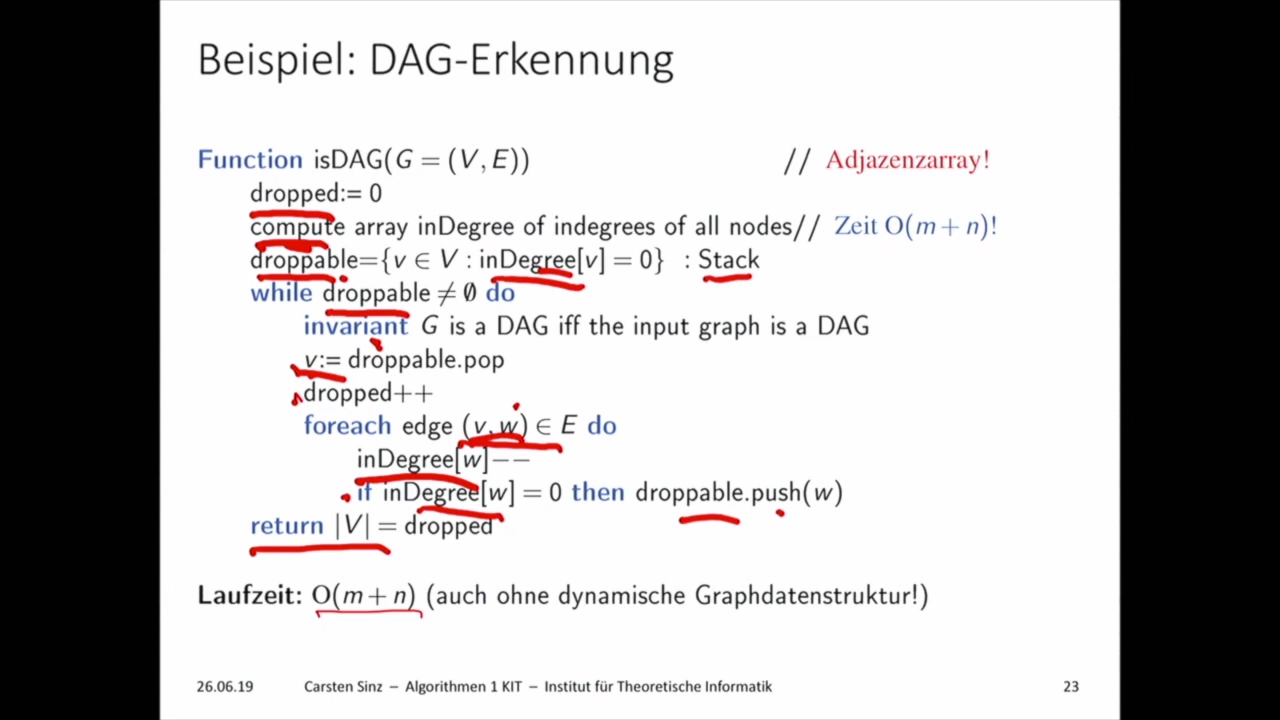 Beispiel: DAG-Erkennung
Function isDAG(G = (V, E)) // Adjazenzarray!
dropped:= 0
compute array inDegree of indegrees of all nodes// Zeit O(m + n)!
droppable={v ∈ V : inDegree[v] = 0} : Stack
while droppable ≠ ∅ do
invariant G is a DAG iff the input graph is a DAG
v:= droppable.pop
dropped++
foreach edge (v, w) ∈ E do
inDegree[w]−−
if inDegree[w] = 0 then droppable.push(w)
return |V| = dropped
Laufzeit: O(m + n) (auch ohne dynamische Graphdatenstruktur!)
26.06.19 Carsten Sinz – Algorithmen 1 KIT – Institut für Theoretische Informatik 23